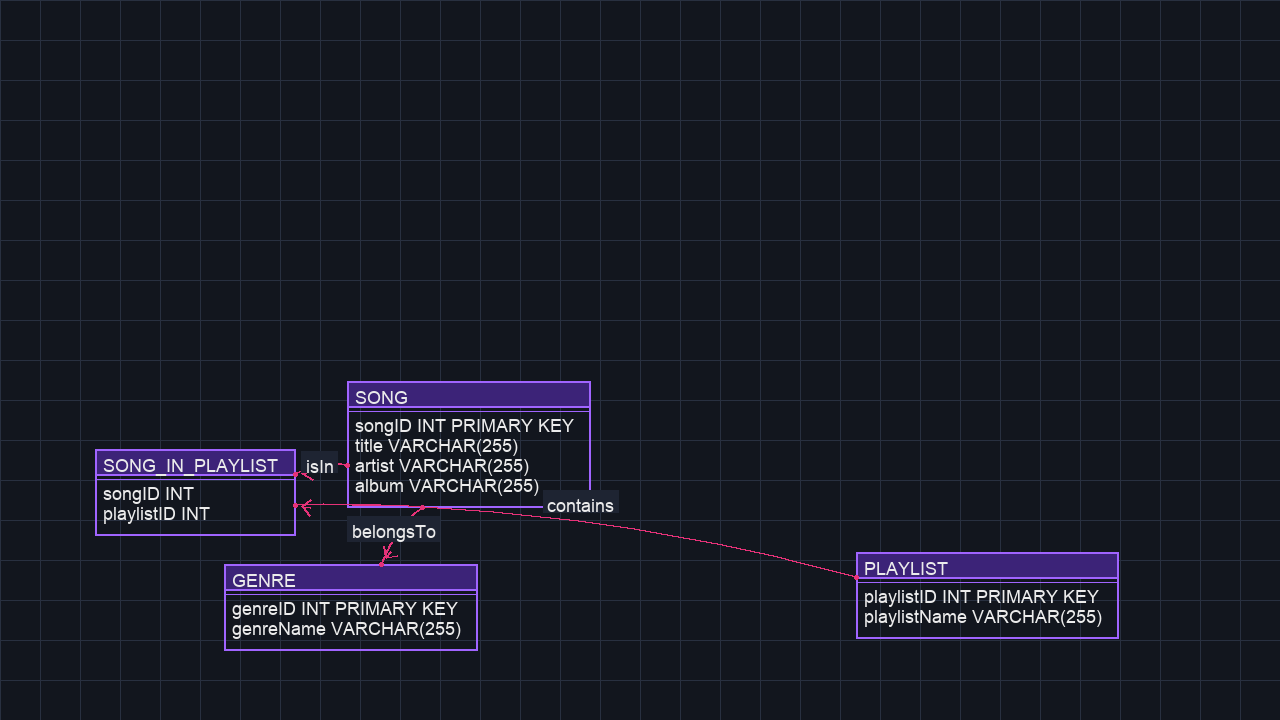 SONG
songID INT PRIMARY KEY
title VARCHAR(255)
artist VARCHAR(255)
album VARCHAR(255)
SONG_IN_PLAYLIST
songID INT
playlistID INT
isIn
contains
belongsTo
GENRE
genreID INT PRIMARY KEY
genreName VARCHAR(255)
PLAYLIST
playlistID INT PRIMARY KEY
playlistName VARCHAR(255)